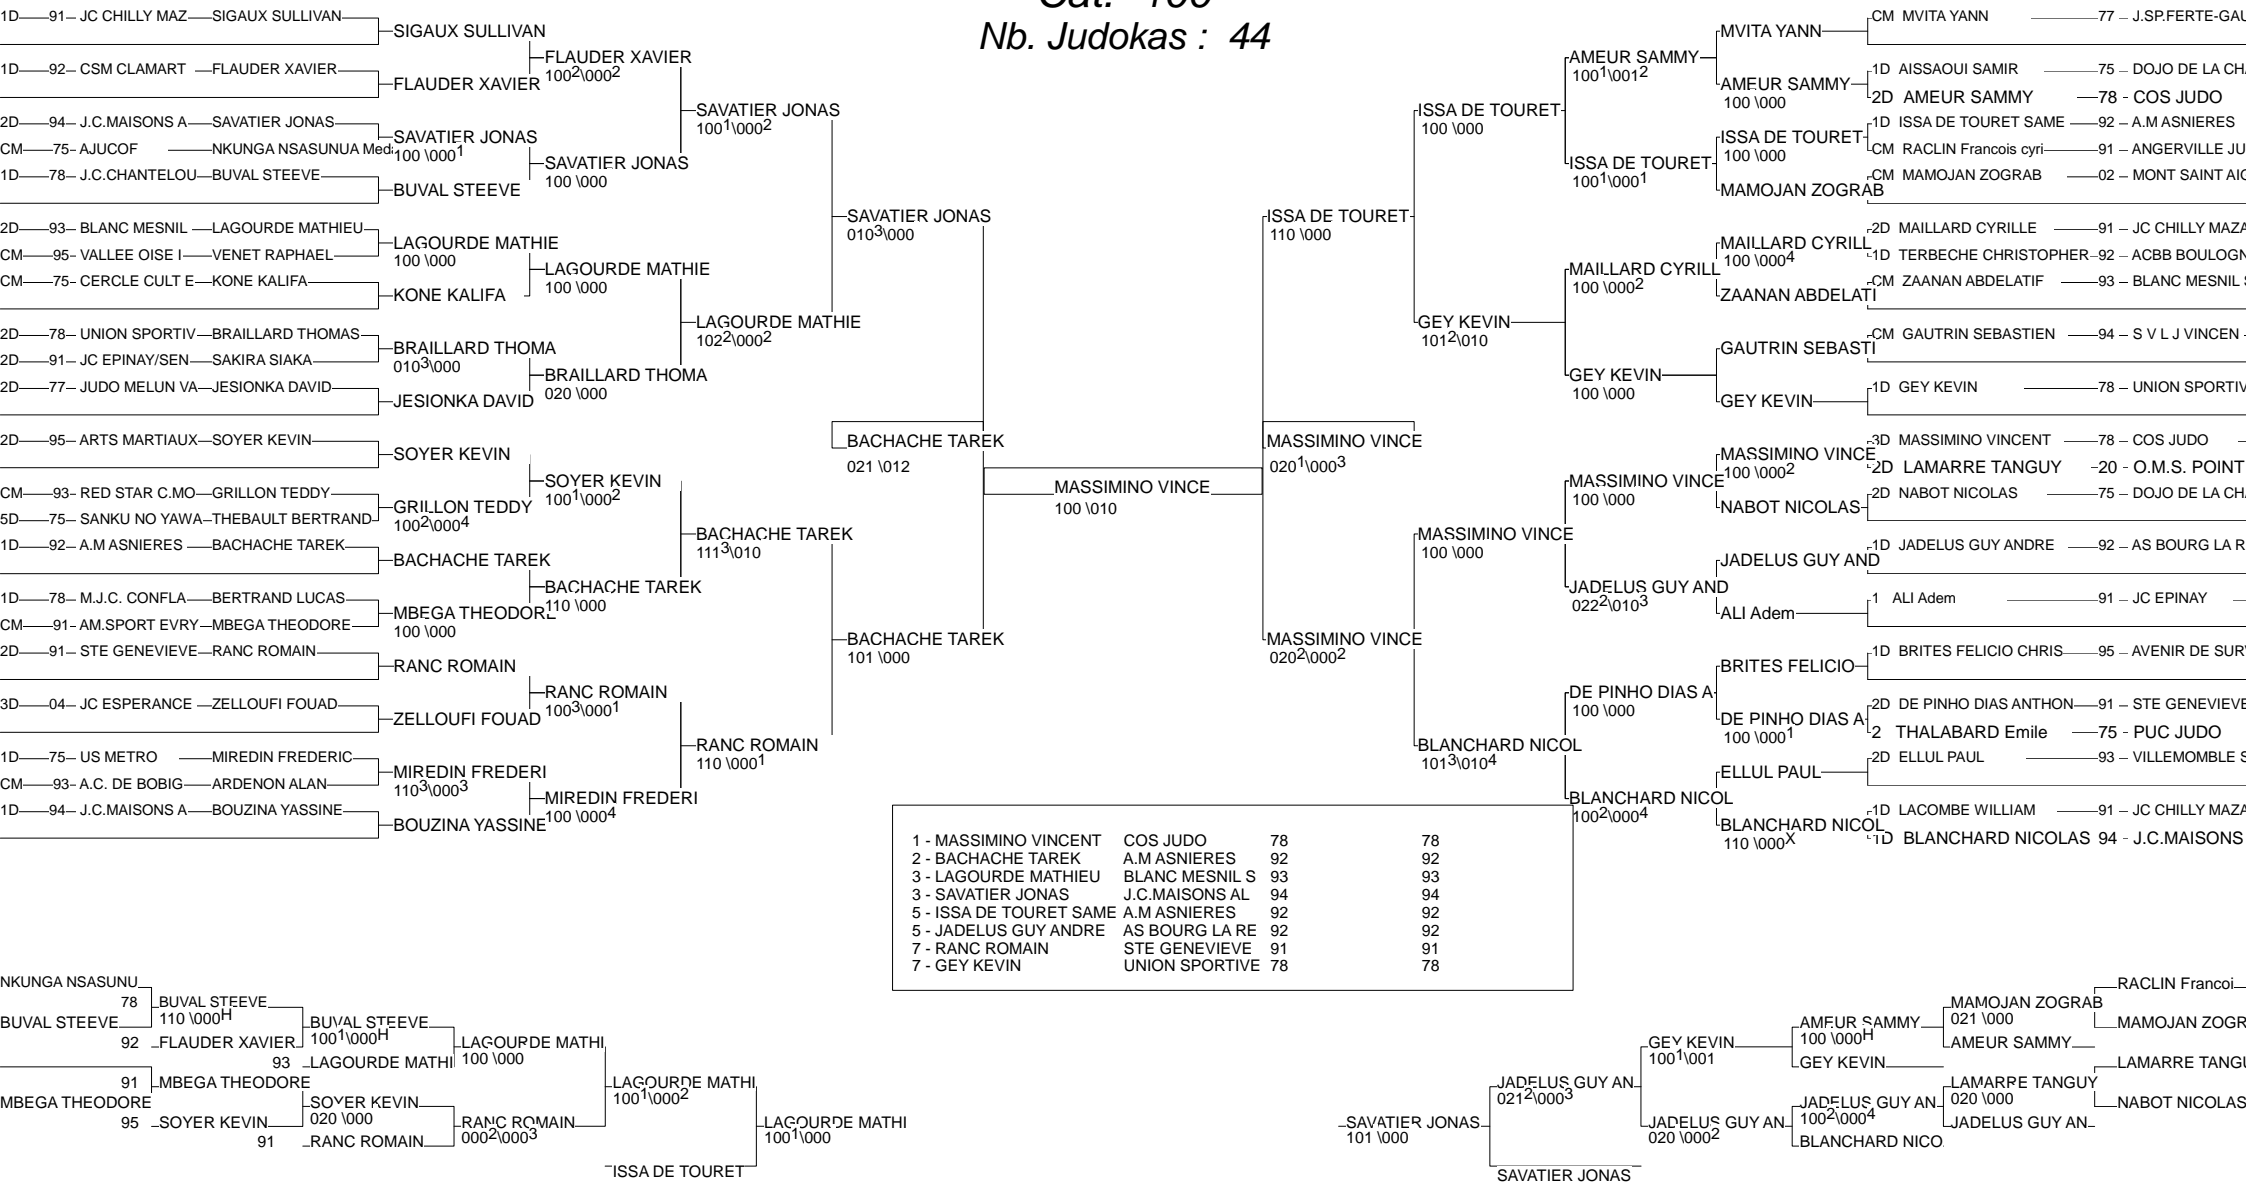 Nb. Judokas : 44
1D 91 JC CHILLY MAZ SIGAUX SULLIVAN
1D 92 CSM CLAMART FLAUDER XAVIER
2D 94 J.C.MAISONS A SAVATIER JONAS
CM 75 AJUCOF NKUNGA NSASUNUA
1D 78 J.C.CHANTELOU BUVAL STEEVE
2D 93 BLANC MESNIL LAGOURDE MATHIEU
CM 95 VALLEE OISE I VENET RAPHAEL
CM 75 CERCLE CULT E KONE KALIFA
2D 78 UNION SPORTIV BRAILLARD THOMAS
2D 91 JC EPINAY/SEN SAKIRA SIAKA
2D 77 JUDO MELUN VA JESIONKA DAVID
2D 95 ARTS MARTIAUX SOYER KEVIN
CM 93 RED STAR C.MO GRILLON TEDDY
5D 75 SANKU NO YAWA THEBAULT BERTRAND
1D 92 A.M ASNIERES BACHACHE TAREK
1D 78 M.J.C. CONFLA BERTRAND LUCAS
CM 91 AM.SPORT EVRY MBEGA THEODORE
2D 91 STE GENEVIEVE RANC ROMAIN
3D 04 JC ESPERANCE ZELLOUFI FOUAD
1D 75 US METRO MIREDIN FREDERIC
CM 93 A.C. DE BOBIG ARDENON ALAN
1D 94 J.C.MAISONS A BOUZINA YASSINE
SIGAUX SULLIVAN
FLAUDER XAVIER
SAVATIER JONAS
100 \0001
BUVAL STEEVE
LAGOURDE MATHIE
100 \000
KONE KALIFA
BRAILLARD THOMA
0103\000
JESIONKA DAVID
SOYER KEVIN
GRILLON TEDDY
1002\0004
BACHACHE TAREK
MBEGA THEODORE
100 \000
RANC ROMAIN
ZELLOUFI FOUAD
MIREDIN FREDERI
1103\0003
BOUZINA YASSINE
FLAUDER XAVIER
1002\0002
SAVATIER JONAS
100 \000
LAGOURDE MATHIE
100 \000
BRAILLARD THOMA
020 \000
SOYER KEVIN
1001\0002
BACHACHE TAREK
110 \000
RANC ROMAIN
1003\0001
MIREDIN FREDERI
100 \0004
SAVATIER JONAS
1001\0002
LAGOURDE MATHIE
1022\0002
BACHACHE TAREK
1113\010
RANC ROMAIN
110 \0001
SAVATIER JONAS
0103\000
BACHACHE TAREK
021 \012
BACHACHE TAREK
101 \000
MASSIMINO VINCE
100 \010
ISSA DE TOURET
110 \000
MASSIMINO VINCE
0201\0003
MASSIMINO VINCE
0202\0002
ISSA DE TOURET
100 \000
GEY KEVIN
1012\010
MASSIMINO VINCE
100 \000
BLANCHARD NICOL
1013\0104
AMEUR SAMMY
1001\0012
ISSA DE TOURET
1001\0001
MAILLARD CYRILL
100 \0002
GEY KEVIN
100 \000
MASSIMINO VINCE
100 \000
JADELUS GUY AND
0222\0103
DE PINHO DIAS A
100 \000
BLANCHARD NICOL
1002\0004
MVITA YANN
AMEUR SAMMY
100 \000
ISSA DE TOURET
100 \000
MAMOJAN ZOGRAB
MAILLARD CYRILL
100 \0004
ZAANAN ABDELATI
GAUTRIN SEBASTI
GEY KEVIN
MASSIMINO VINCE
100 \0002
NABOT NICOLAS
JADELUS GUY AND
ALI Adem
BRITES FELICIO
DE PINHO DIAS A
100 \0001
ELLUL PAUL
BLANCHARD NICOL
110 \000X
CM MVITA YANN 77 – J.SP.FERTE-GAU
1D AISSAOUI SAMIR 75 – DOJO DE LA CHA
2D AMEUR SAMMY 78 - COS JUDO
1D ISSA DE TOURET SAME 92 – A.M ASNIERES
CM RACLIN Francois cyri 91 – ANGERVILLE JU
CM MAMOJAN ZOGRAB 02 – MONT SAINT AIG
2D MAILLARD CYRILLE 91 – JC CHILLY MAZA
1D TERBECHE CHRISTOPHER 92 – ACBB BOULOGN
CM ZAANAN ABDELATIF 93 – BLANC MESNIL S
CM GAUTRIN SEBASTIEN 94 – S V L J VINCEN
1D GEY KEVIN 78 – UNION SPORTIV
3D MASSIMINO VINCENT 78 – COS JUDO
2D LAMARRE TANGUY 20 - O.M.S. POINT
2D NABOT NICOLAS 75 – DOJO DE LA CHA
1D JADELUS GUY ANDRE 92 – AS BOURG LA R
1 ALI Adem 91 – JC EPINAY
1D BRITES FELICIO CHRIS 95 – AVENIR DE SUR
2D DE PINHO DIAS ANTHON 91 – STE GENEVIEVE
2 THALABARD Emile 75 - PUC JUDO
2D ELLUL PAUL 93 – VILLEMOMBLE S
1D LACOMBE WILLIAM 91 – JC CHILLY MAZA
1D BLANCHARD NICOLAS 94 - J.C.MAISONS
1 - MASSIMINO VINCENT COS JUDO 78 78
2 - BACHACHE TAREK A.M ASNIERES 92 92
3 - LAGOURDE MATHIEU BLANC MESNIL S 93 93
3 - SAVATIER JONAS J.C.MAISONS AL 94 94
5 - ISSA DE TOURET SAME A.M ASNIERES 92 92
5 - JADELUS GUY ANDRE AS BOURG LA RE 92 92
7 - RANC ROMAIN STE GENEVIEVE 91 91
7 - GEY KEVIN UNION SPORTIVE 78 78
NKUNGA NSASUNU
78
BUVAL STEEVE
92
91
MBEGA THEODORE
95
BUVAL STEEVE
110 \000H
FLAUDER XAVIER
93
MBEGA THEODORE
SOYER KEVIN
91
BUVAL STEEVE
1001\000H
LAGOURDE MATHI
SOYER KEVIN
020 \000
RANC ROMAIN
LAGOURDE MATHI
100 \000
RANC ROMAIN
0002\0003
LAGOURDE MATHI
1001\0002
ISSA DE TOURET
LAGOURDE MATHI
1001\000
SAVATIER JONAS
101 \000
JADELUS GUY AN
0212\0003
SAVATIER JONAS
GEY KEVIN
1001\001
JADELUS GUY AN
020 \0002
AMEUR SAMMY
100 \000H
GEY KEVIN
JADELUS GUY AN
1002\0004
BLANCHARD NICO
MAMOJAN ZOGRAB
021 \000
AMEUR SAMMY
LAMARRE TANGUY
020 \000
JADELUS GUY AN
RACLIN Francoi
MAMOJAN ZOGR
LAMARRE TANGU
NABOT NICOLAS